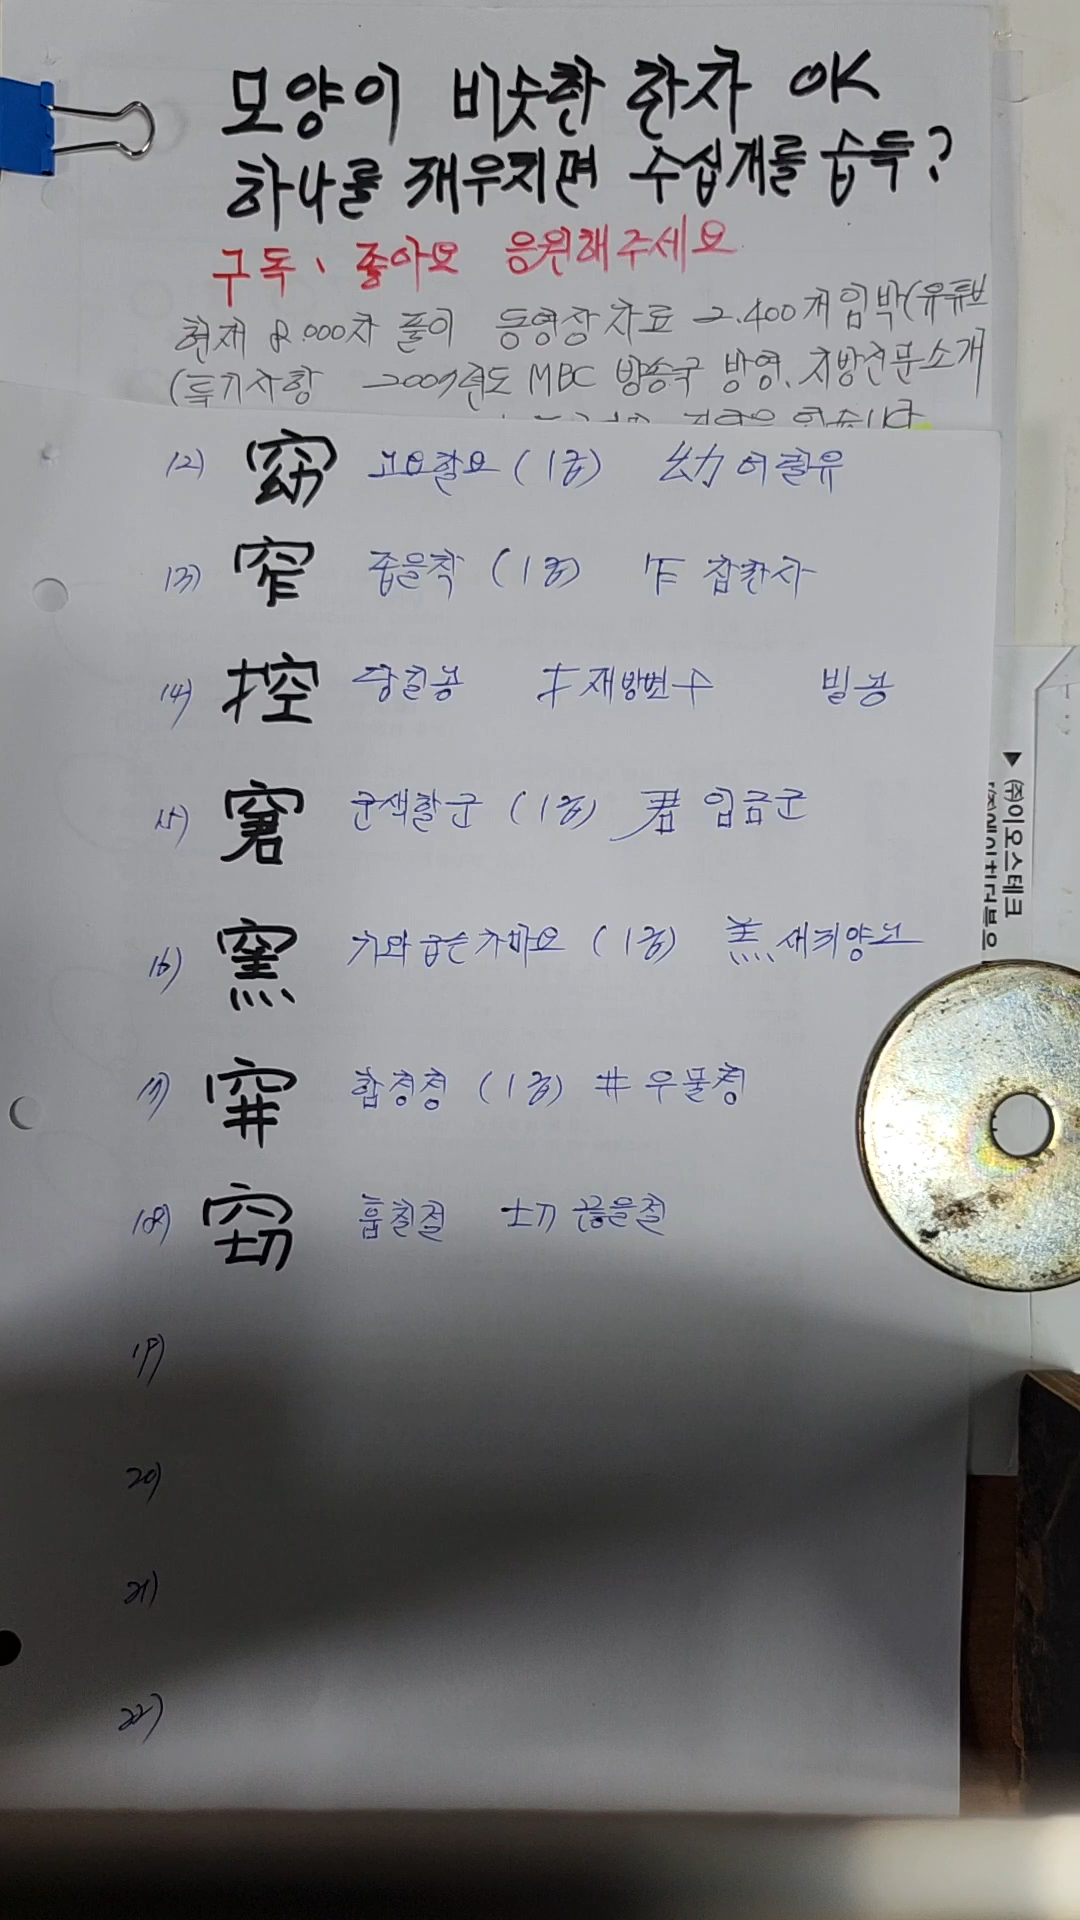 모양이 비슷한 한자 OK
하나를 깨우치면 수십개를 습득?
구독、좋아요 응원해주세요
현재 8.000자 풀이 동영상 자료 2.400개 임박(유튜브
(특기사항 2009년도 MBC 방송국 방영、지방신문소개
12) 窈 고요할요 (1급) 幼 어릴유
13) 窄 좁을착 (1급) 乍 잠깐사
14) 控 당길공 扌재방변수 빌공
15) 窘 군색할군 (1급) 君 임금군
16) 窯 기와굽는가마요 (1급) 羔 새끼양고
17) 穽 함정정 (1급) 井 우물정
18) 窃 훔칠절 切 끊을절
19)
20)
21)
22)
▶ ㈜이오스테크